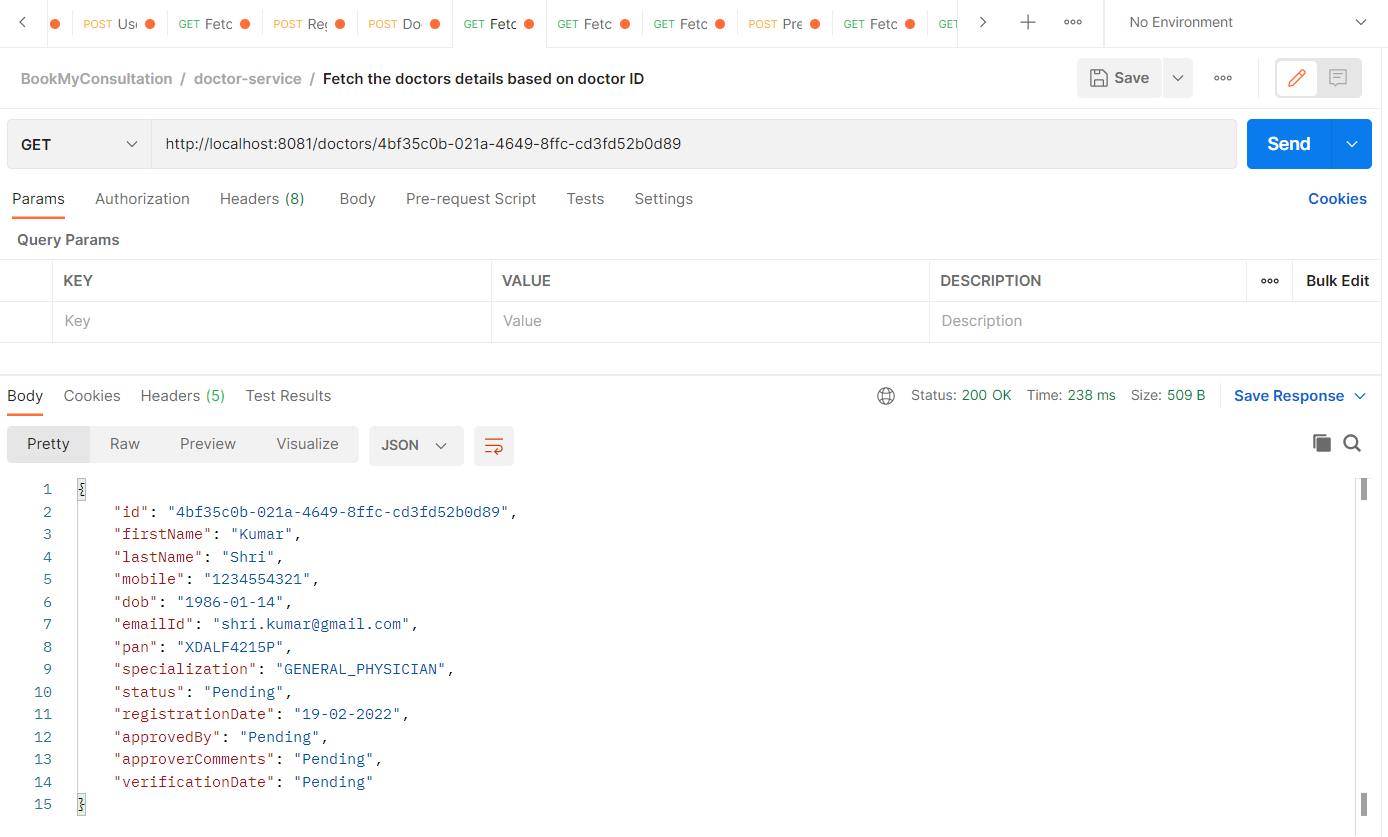 POST Use GET Fetc POST Reg POST Do GET Fetc GET Fetc GET Fetc POST Pre GET Fetc GET No Environment
BookMyConsultation / doctor-service / Fetch the doctors details based on doctor ID Save
GET http://localhost:8081/doctors/4bf35c0b-021a-4649-8ffc-cd3fd52b0d89 Send
Params Authorization Headers (8) Body Pre-request Script Tests Settings Cookies
Query Params
KEY VALUE DESCRIPTION Bulk Edit
Key Value Description
Body Cookies Headers (5) Test Results Status: 200 OK Time: 238 ms Size: 509 B Save Response
Pretty Raw Preview Visualize JSON
1 {
2 "id": "4bf35c0b-021a-4649-8ffc-cd3fd52b0d89",
3 "firstName": "Kumar",
4 "lastName": "Shri",
5 "mobile": "1234554321",
6 "dob": "1986-01-14",
7 "emailId": "shri.kumar@gmail.com",
8 "pan": "XDALF4215P",
9 "specialization": "GENERAL_PHYSICIAN",
10 "status": "Pending",
11 "registrationDate": "19-02-2022",
12 "approvedBy": "Pending",
13 "approverComments": "Pending",
14 "verificationDate": "Pending"
15 }